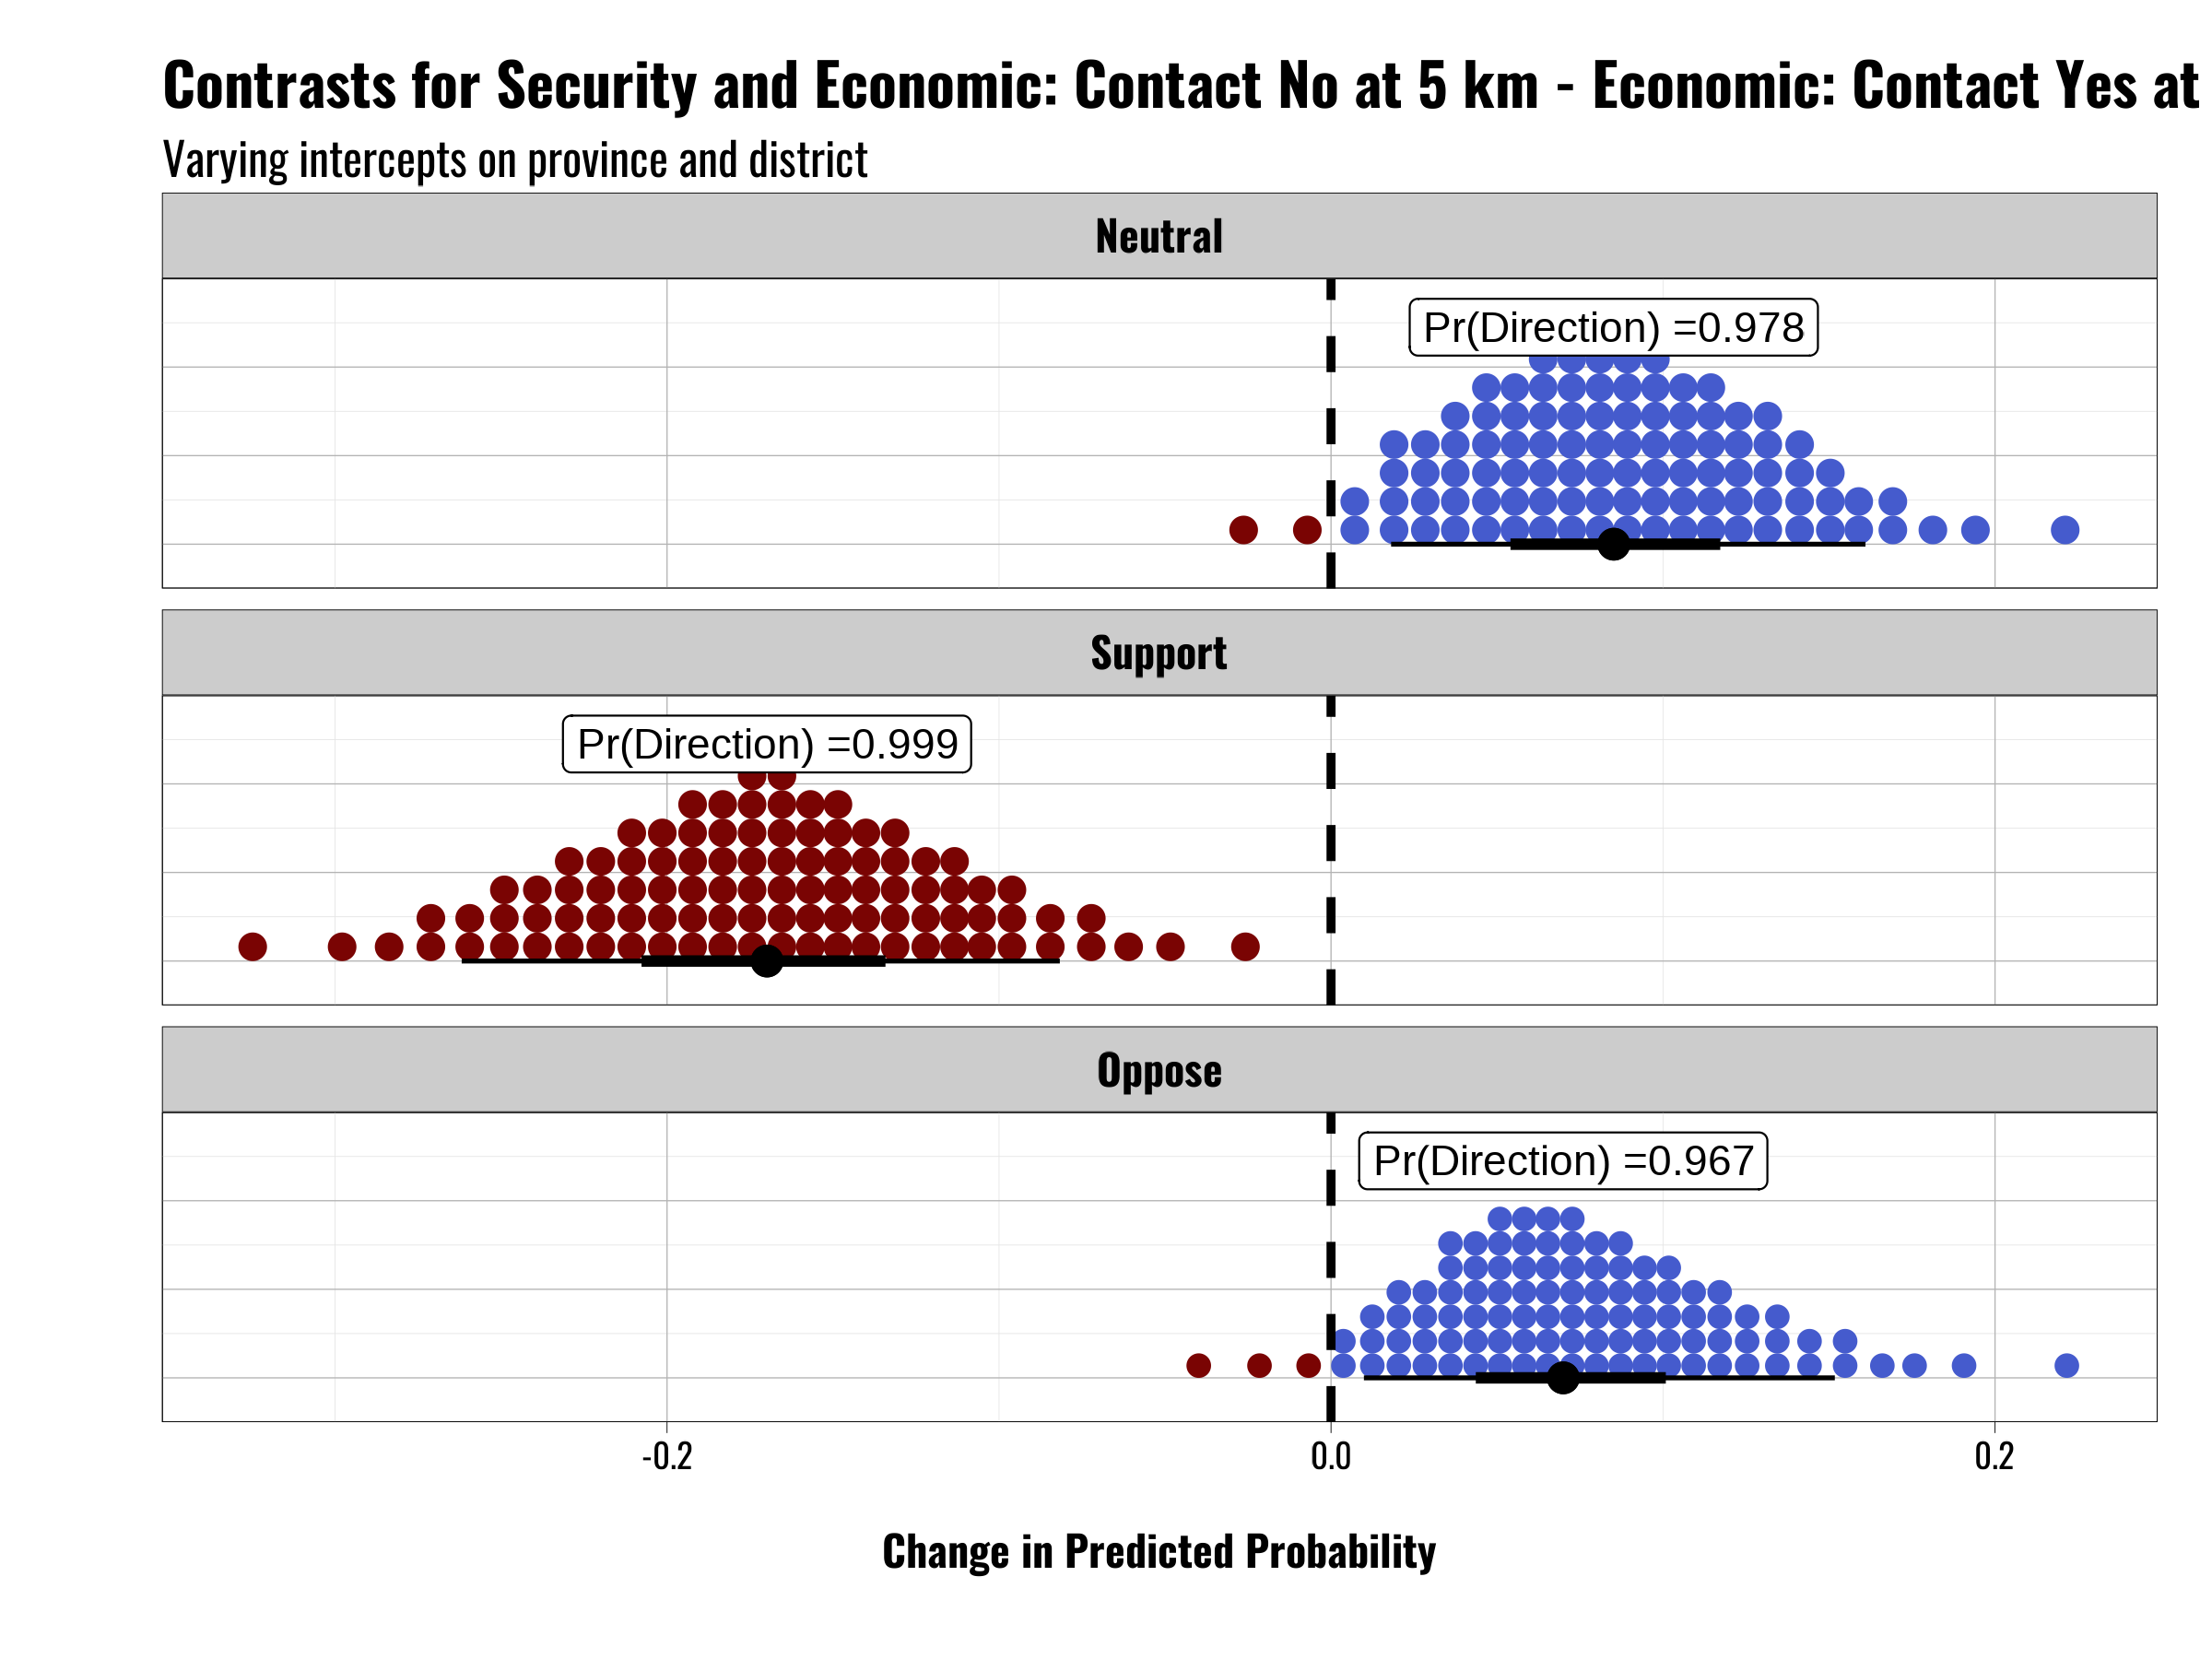 Contrasts for Security and Economic: Contact No at 5 km - Economic: Contact Yes at
Varying intercepts on province and district
Neutral
Pr(Direction) =0.978
Support
Pr(Direction) =0.999
Oppose
Pr(Direction) =0.967
-0.2 0.0 0.2
Change in Predicted Probability